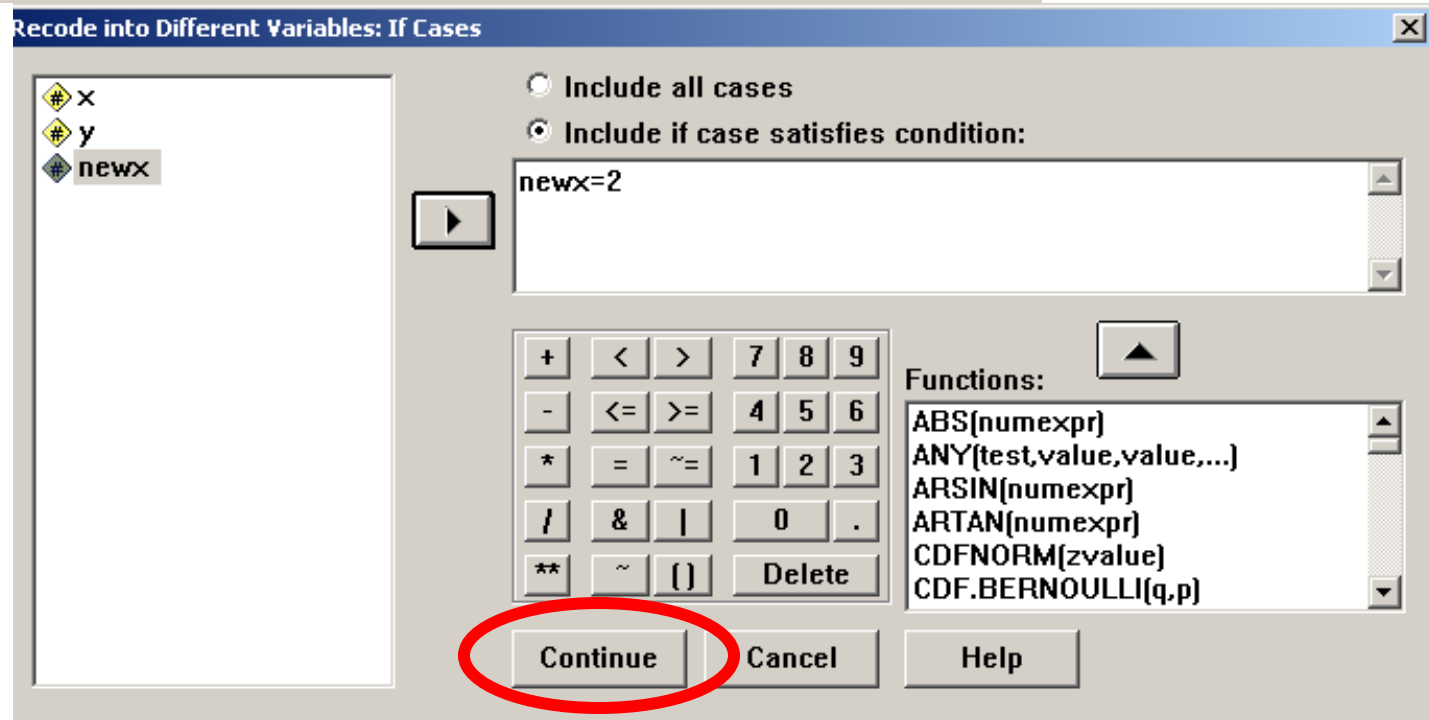 Recode into Different Variables: If Cases
x
y
newx
Include all cases
Include if case satisfies condition:
newx=2
+ < > 7 8 9
- <= >= 4 5 6
* = ~= 1 2 3
/ & | 0 .
** ~ () Delete
Functions:
ABS(numexpr)
ANY(test,value,value,...)
ARSIN(numexpr)
ARTAN(numexpr)
CDFNORM(zvalue)
CDF.BERNOULLI(q,p)
Continue Cancel Help